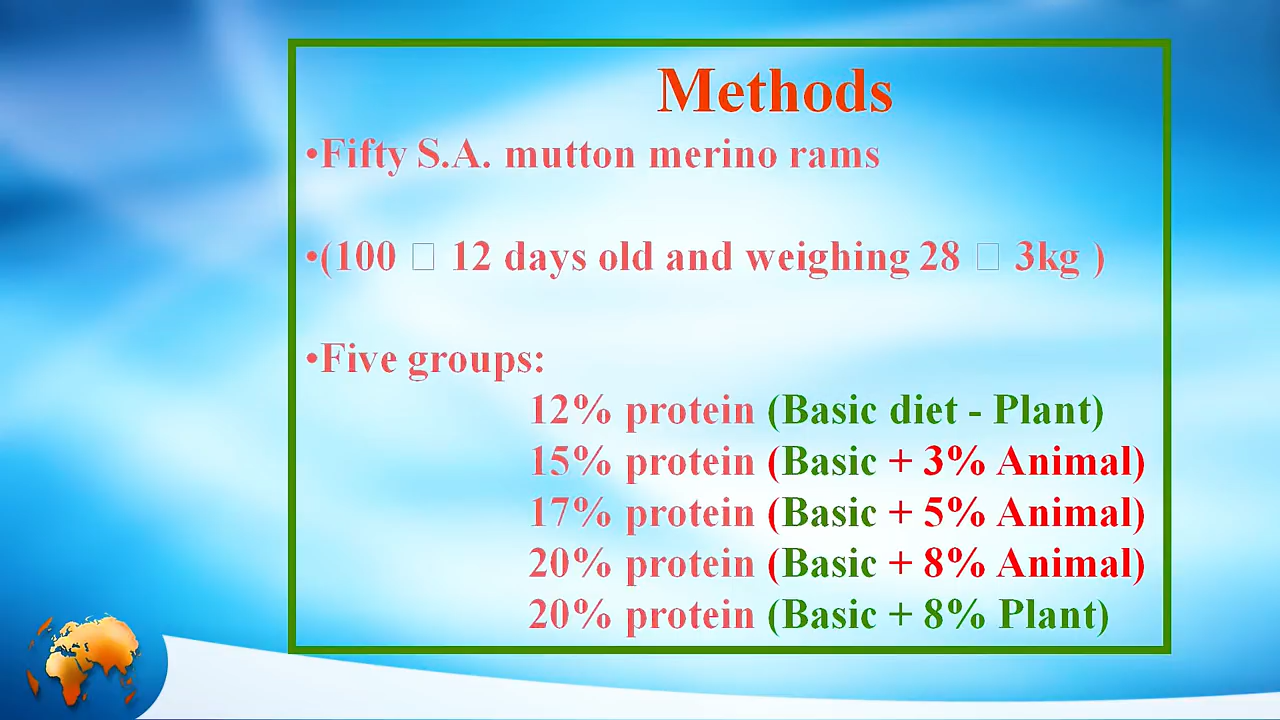 Methods
•Fifty S.A. mutton merino rams
•(100 □ 12 days old and weighing 28 □ 3kg )
•Five groups:
12% protein (Basic diet - Plant)
15% protein (Basic + 3% Animal)
17% protein (Basic + 5% Animal)
20% protein (Basic + 8% Animal)
20% protein (Basic + 8% Plant)